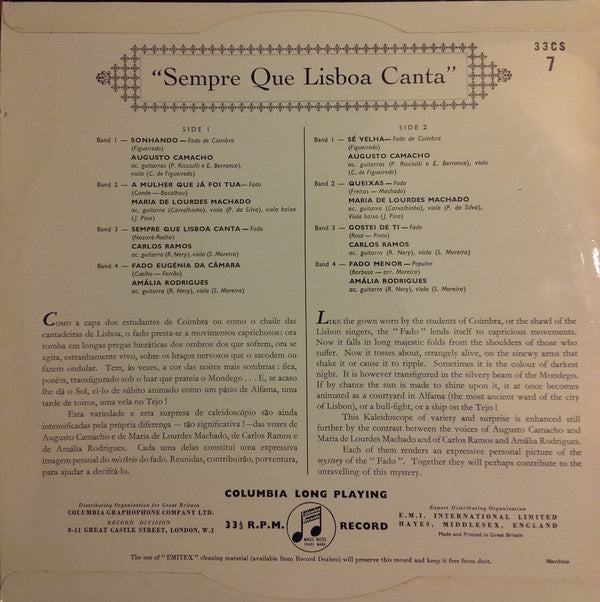 33CS
7
"Sempre Que Lisboa Canta"
SIDE 1
Band 1 — SONHANDO — Fado de Coimbra
(Figueiredo)
AUGUSTO CAMACHO
ac. guitarras (P. Ricciulli e E. Berrance),
viola (C. de Figueiredo)
Band 2 — A MULHER QUE JÁ FOI TUA — Fado
(Conde — Bacelhau)
MARIA DE LOURDES MACHADO
ac. guitarra (Carvalhinho), viola (P. da Silva), viola baixo
(J. Pina)
Band 3 — SEMPRE QUE LISBOA CANTA — Fado
(Nazaré-Rocha)
CARLOS RAMOS
ac. guitarra (R. Nery), viola (S. Moreira)
Band 4 — FADO EUGÉNIA DA CÂMARA
(Coelho — Ferrão)
AMÁLIA RODRIGUES
ac. guitarra (R. Nery), viola (S. Moreira)
SIDE 2
Band 1 — SÉ VELHA — Fado de Coimbra
(Figueiredo)
AUGUSTO CAMACHO
ac. guitarras (P. Ricciulli e E. Berrance),
viola (C. de Figueiredo)
Band 2 — QUEIXAS — Fado
(Freitas — Machado)
MARIA DE LOURDES MACHADO
ac. guitarra (Carvalhinho), viola (P. da Silva),
Viola baixo (J. Pina)
Band 3 — GOSTEI DE TI — Fado
(Rosa — Pinto)
CARLOS RAMOS
ac. guitarra (R. Nery), viola (S. Moreira)
Band 4 — FADO MENOR — Popular
(Barbosa — arr. Moreira)
AMÁLIA RODRIGUES
ac. guitarra (R. Nery), viola (S. Moreira)
COMO a capa dos estudantes de Coimbra ou como o chaile das
cantadeiras de Lisboa, o fado presta-se a movimentos caprichosos: ora
tomba em longas pregas hieráticas dos ombros dos que sofrem, ora se
agita, estranhamente vivo, sobre os braços nervosos que o sacodem e
fazem ondular. Tem, às vezes, a cor das noites mais sombrias: fica,
porém, transfigurado sob o luar que prateia o Mondego . . . E, se acaso
lhe dá o Sol, ei-lo de súbito animado como um pátio de Alfama, uma
tarde de toiros, uma vela no Tejo !
Esta variedade e esta surpresa de caleidoscópio são ainda
intensificadas pela própria diferença — tão significativa !—das vozes de
Augusto Camacho e de Maria de Lourdes Machado, de Carlos Ramos e
de Amália Rodrigues. Cada uma delas constitui uma expressiva
imagem pessoal do mistério do fado. Reunidas, contribuirão, porventura,
para ajudar a decifrá-lo.
LIKE the gown worn by the students of Coimbra, or the shawl of the
Lisbon singers, the "Fado" lends itself to capricious movements.
Now it falls in long majestic folds from the shoulders of those who
suffer. Now it tosses about, strangely alive, on the sinewy arms that
shake it or cause it to ripple. Sometimes it is the colour of darkest
night. It is however transfigured in the silvery beam of the Mondego.
If by chance the sun is made to shine upon it, it at once becomes
animated as a courtyard in Alfama (the most ancient ward of the city
of Lisbon), or a bull-fight, or a ship on the Tejo !
This Kaleidoscope of variety and surprise is enhanced still
further by the contrast between the voices of Augusto Camacho and
Maria de Lourdes Machado and of Carlos Ramos and Amália Rodrigues.
Each of them renders an expressive personal picture of the
mystery of the "Fado". Together they will perhaps contribute to the
unravelling of this mystery.
COLUMBIA LONG PLAYING
33⅓ R.P.M. RECORD
Columbia
MAGIC NOTES
TRADE MARK
Distributing Organisation for Great Britain
COLUMBIA GRAPHOPHONE COMPANY LTD.
RECORD DIVISION
8-11 GREAT CASTLE STREET, LONDON, W.1
Export Distributing Organisation
E.M.I. INTERNATIONAL LIMITED
HAYES, MIDDLESEX, ENGLAND
Made and Printed in Great Britain
The use of "EMITEX" cleaning material (available from Record Dealers) will preserve this record and keep it free from dust.
Mardons